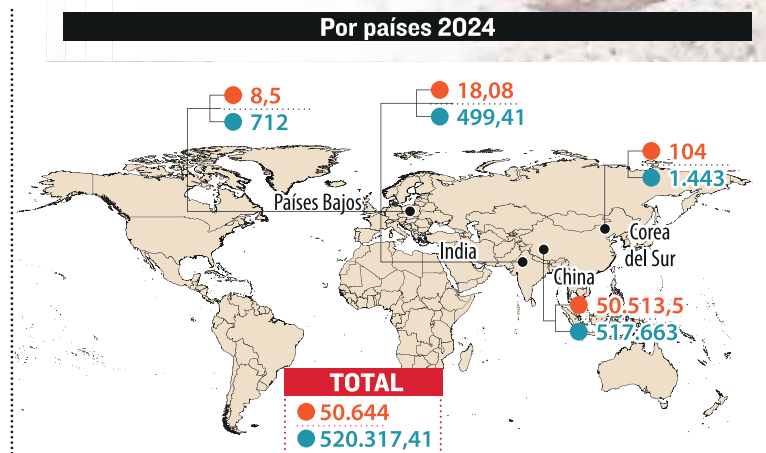 Por países 2024
8,5
712
18,08
499,41
104
1.443
Países Bajos
India
Corea
del Sur
China
50.513,5
517.663
TOTAL
50.644
520.317,41